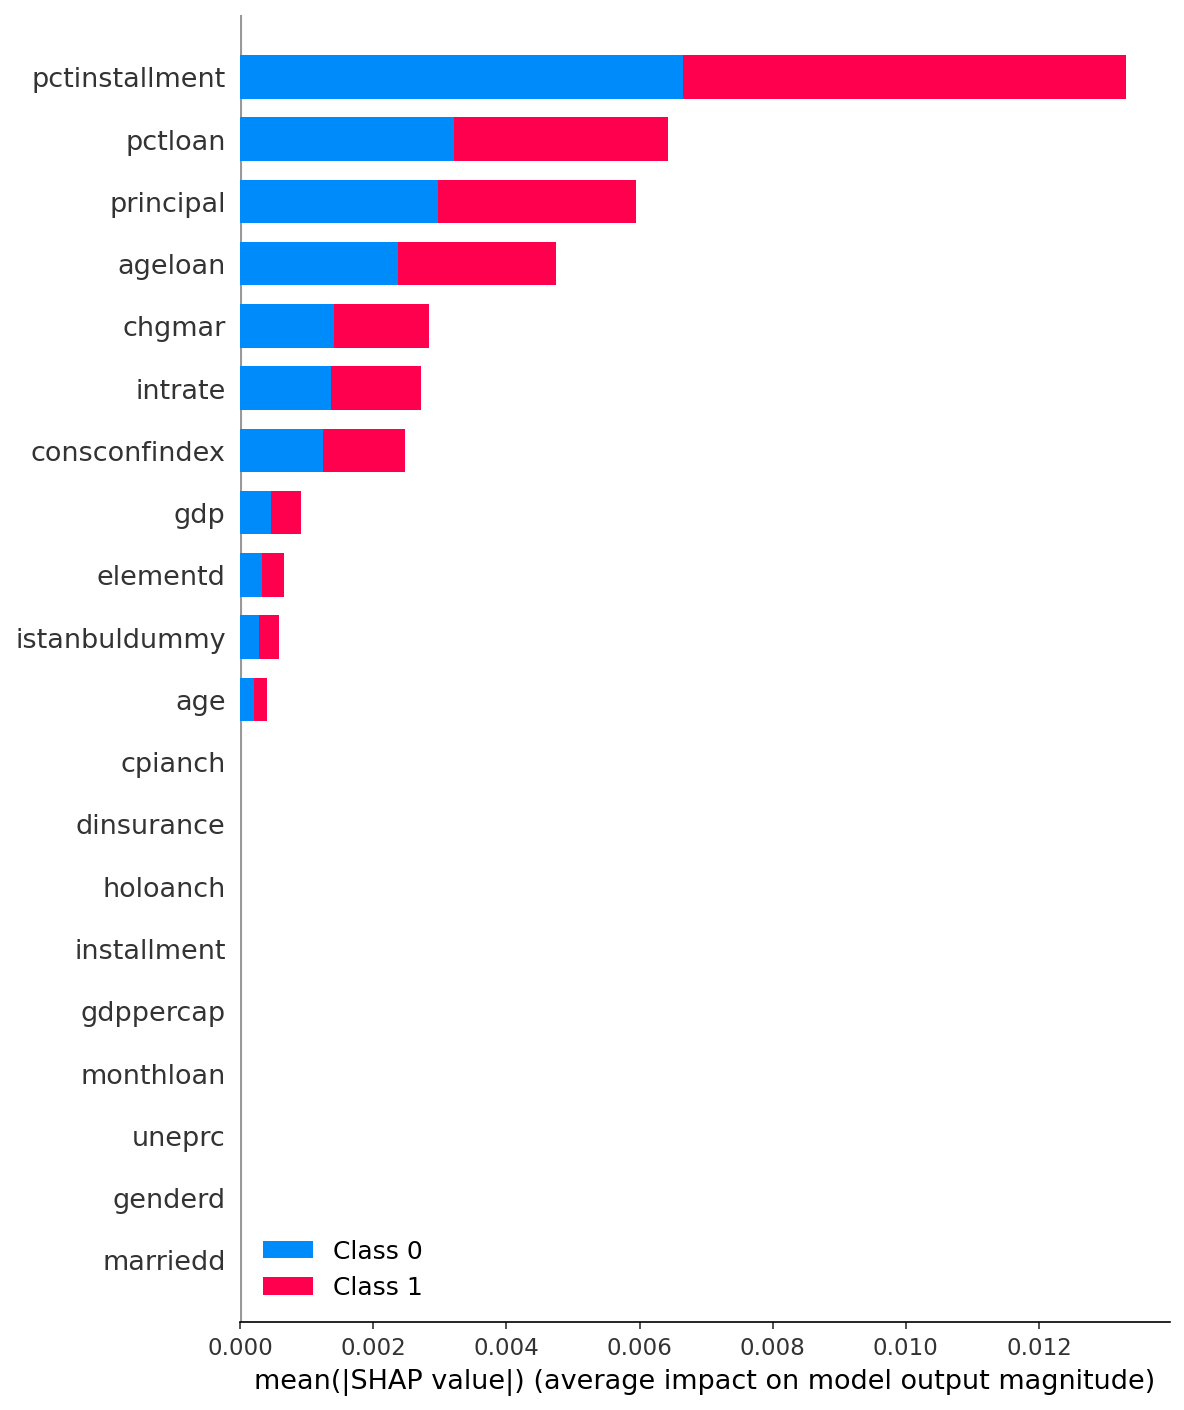 pctinstallment
pctloan
principal
ageloan
chgmar
intrate
consconfindex
gdp
elementd
istanbuldummy
age
cpianch
dinsurance
holoanch
installment
gdppercap
monthloan
uneprc
genderd
marriedd
Class 0
Class 1
0.000 0.002 0.004 0.006 0.008 0.010 0.012
mean(|SHAP value|) (average impact on model output magnitude)